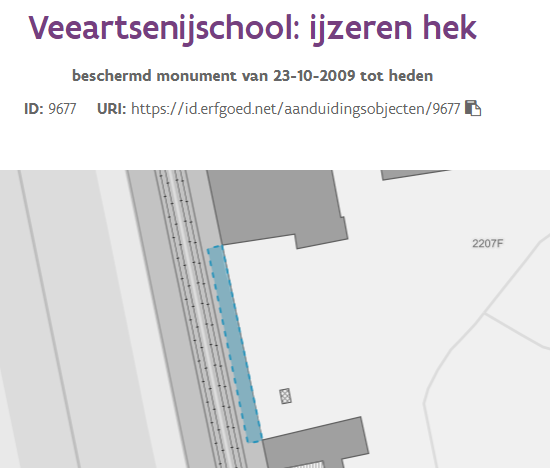 Veeartsenijschool: ijzeren hek
beschermd monument van 23-10-2009 tot heden
ID: 9677 URI: https://id.erfgoed.net/aanduidingsobjecten/9677
2207F